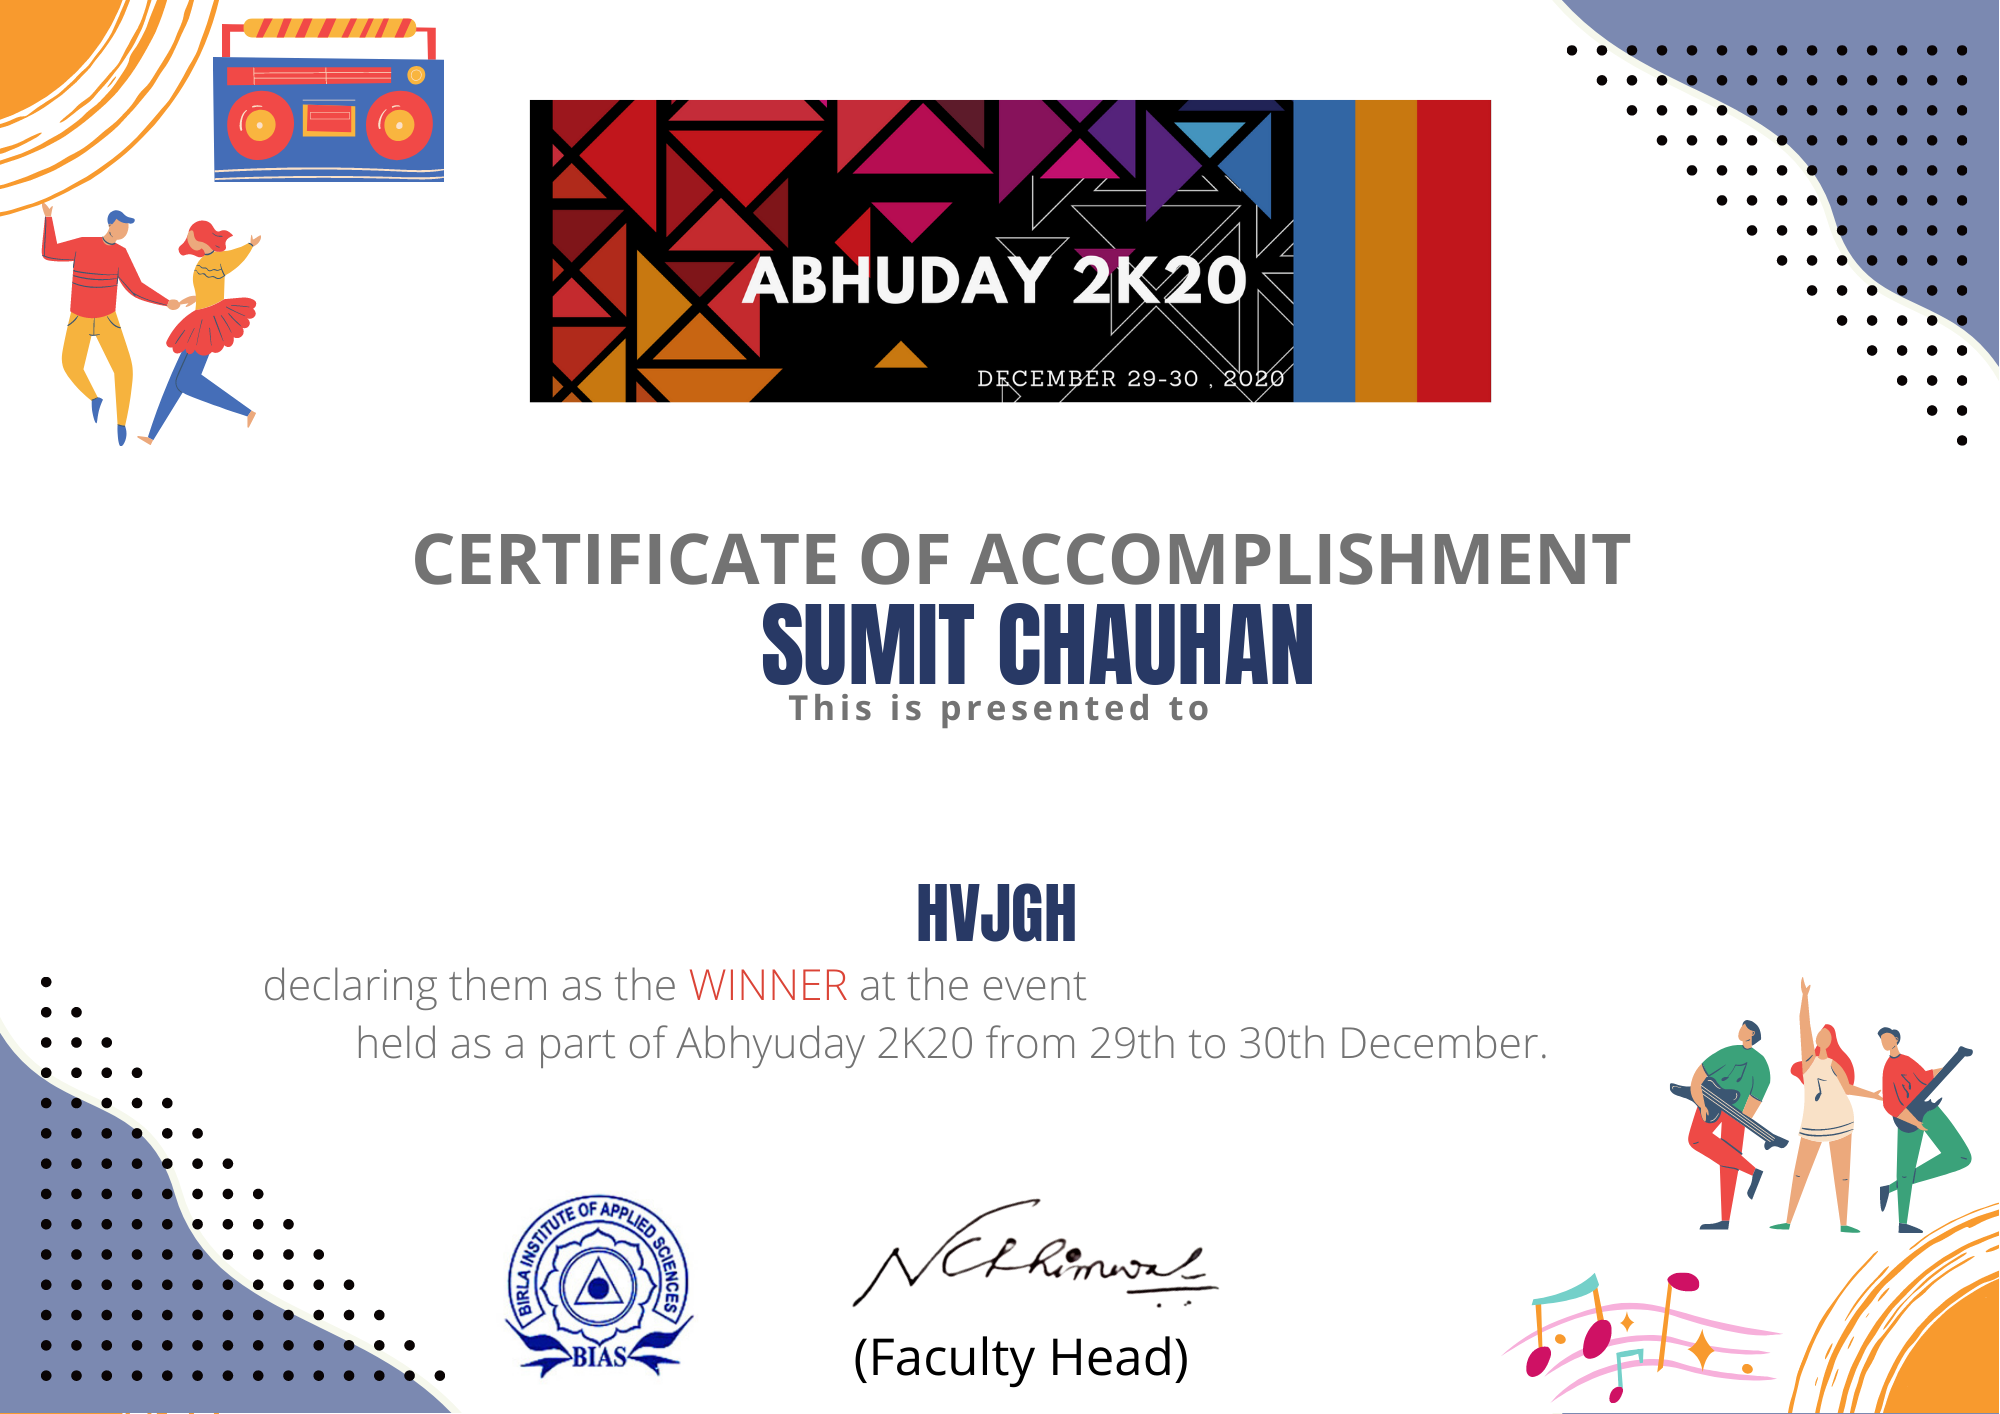 ABHUDAY 2K20
DECEMBER 29-30 , 2020
CERTIFICATE OF ACCOMPLISHMENT
SUMIT CHAUHAN
This is presented to
HVJGH
declaring them as the WINNER at the event
held as a part of Abhyuday 2K20 from 29th to 30th December.
BIRLA INSTITUTE OF APPLIED SCIENCES
BIAS
(Faculty Head)